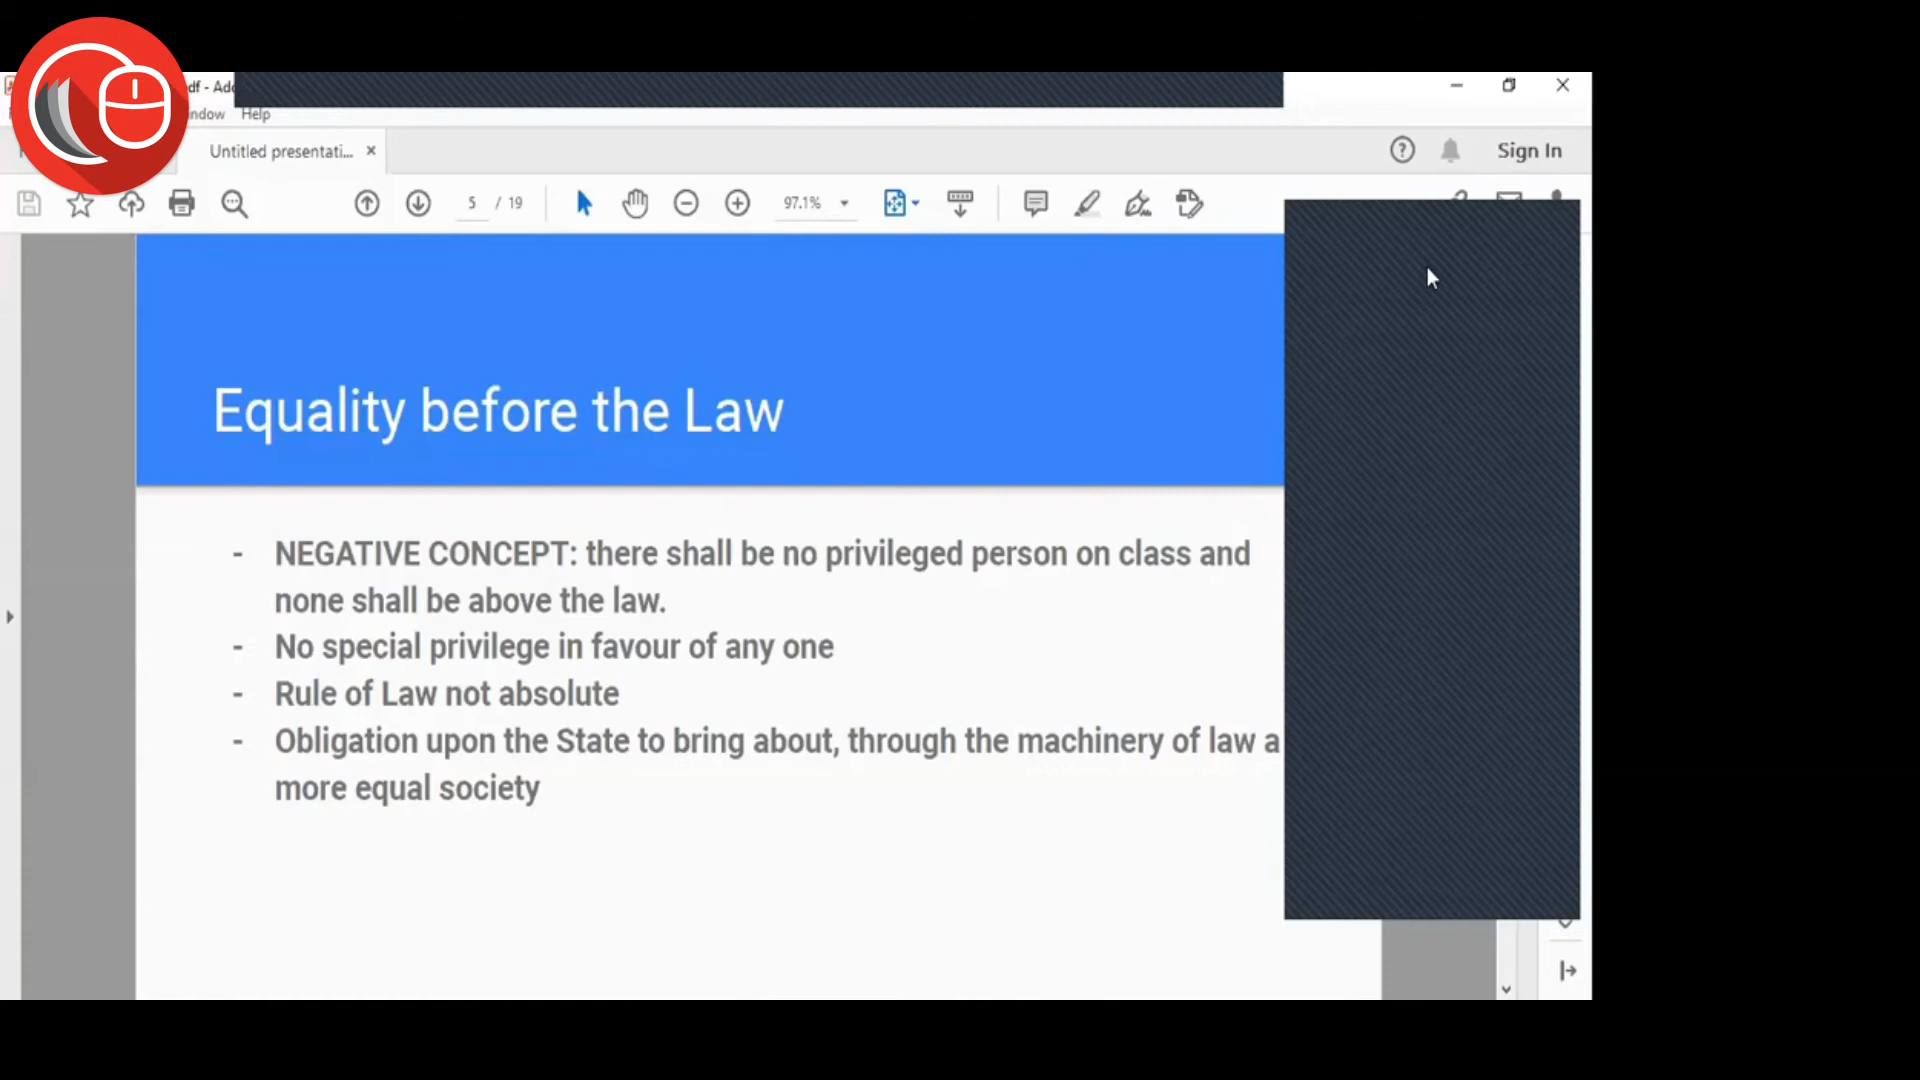 df - Ado
ndow Help
Untitled presentati... Sign In
5 / 19 97.1%
Equality before the Law
- NEGATIVE CONCEPT: there shall be no privileged person on class and
none shall be above the law.
- No special privilege in favour of any one
- Rule of Law not absolute
- Obligation upon the State to bring about, through the machinery of law a
more equal society